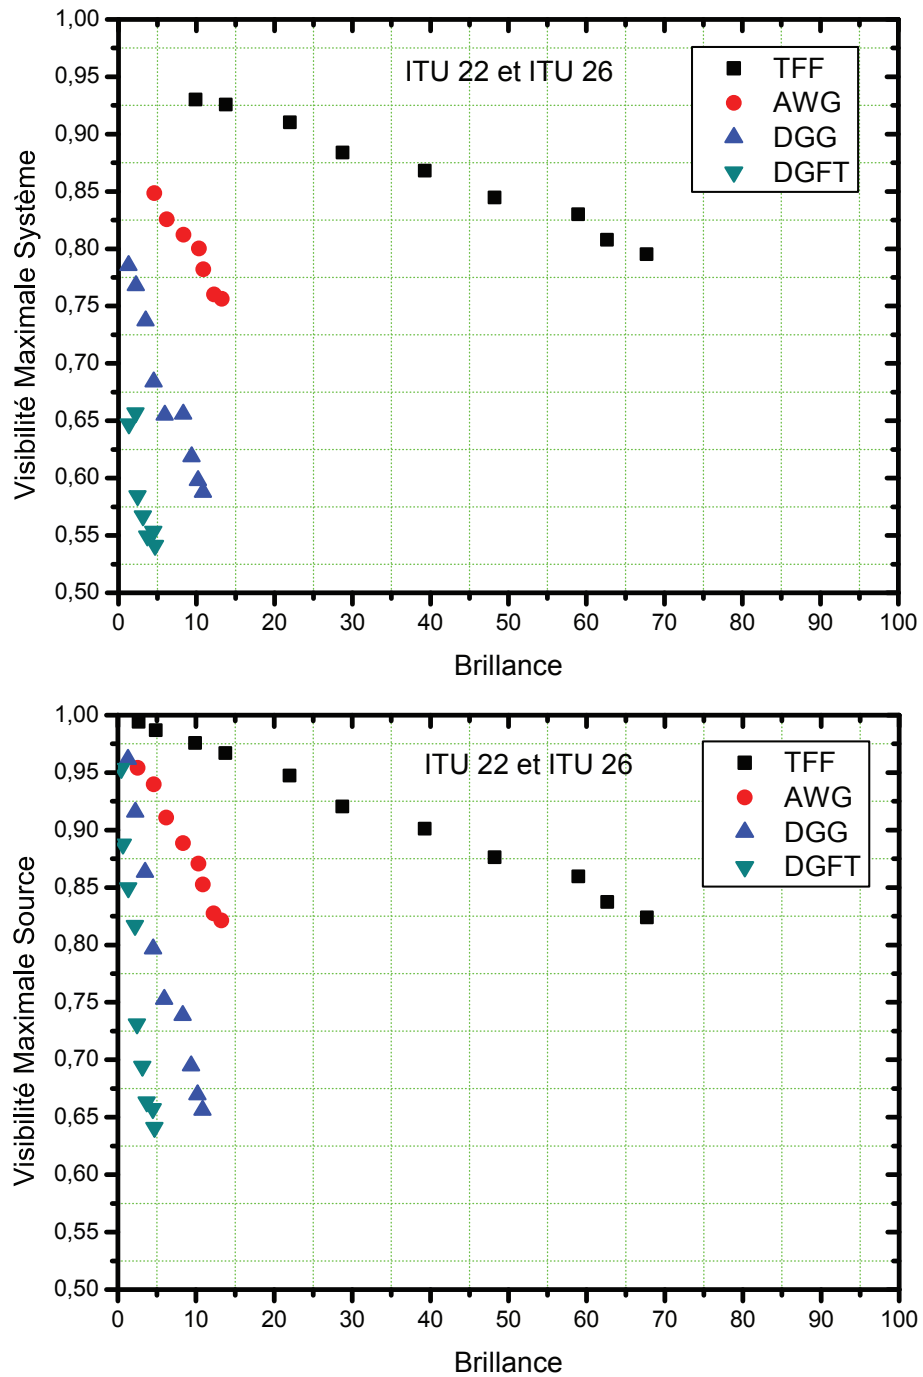 1,00
0,95
0,90
0,85
0,80
0,75
0,70
0,65
0,60
0,55
0,50
Visibilité Maximale Système
ITU 22 et ITU 26
TFF
AWG
DGG
DGFT
0 10 20 30 40 50 60 70 80 90 100
Brillance
1,00
0,95
0,90
0,85
0,80
0,75
0,70
0,65
0,60
0,55
0,50
Visibilité Maximale Source
ITU 22 et ITU 26
TFF
AWG
DGG
DGFT
0 10 20 30 40 50 60 70 80 90 100
Brillance